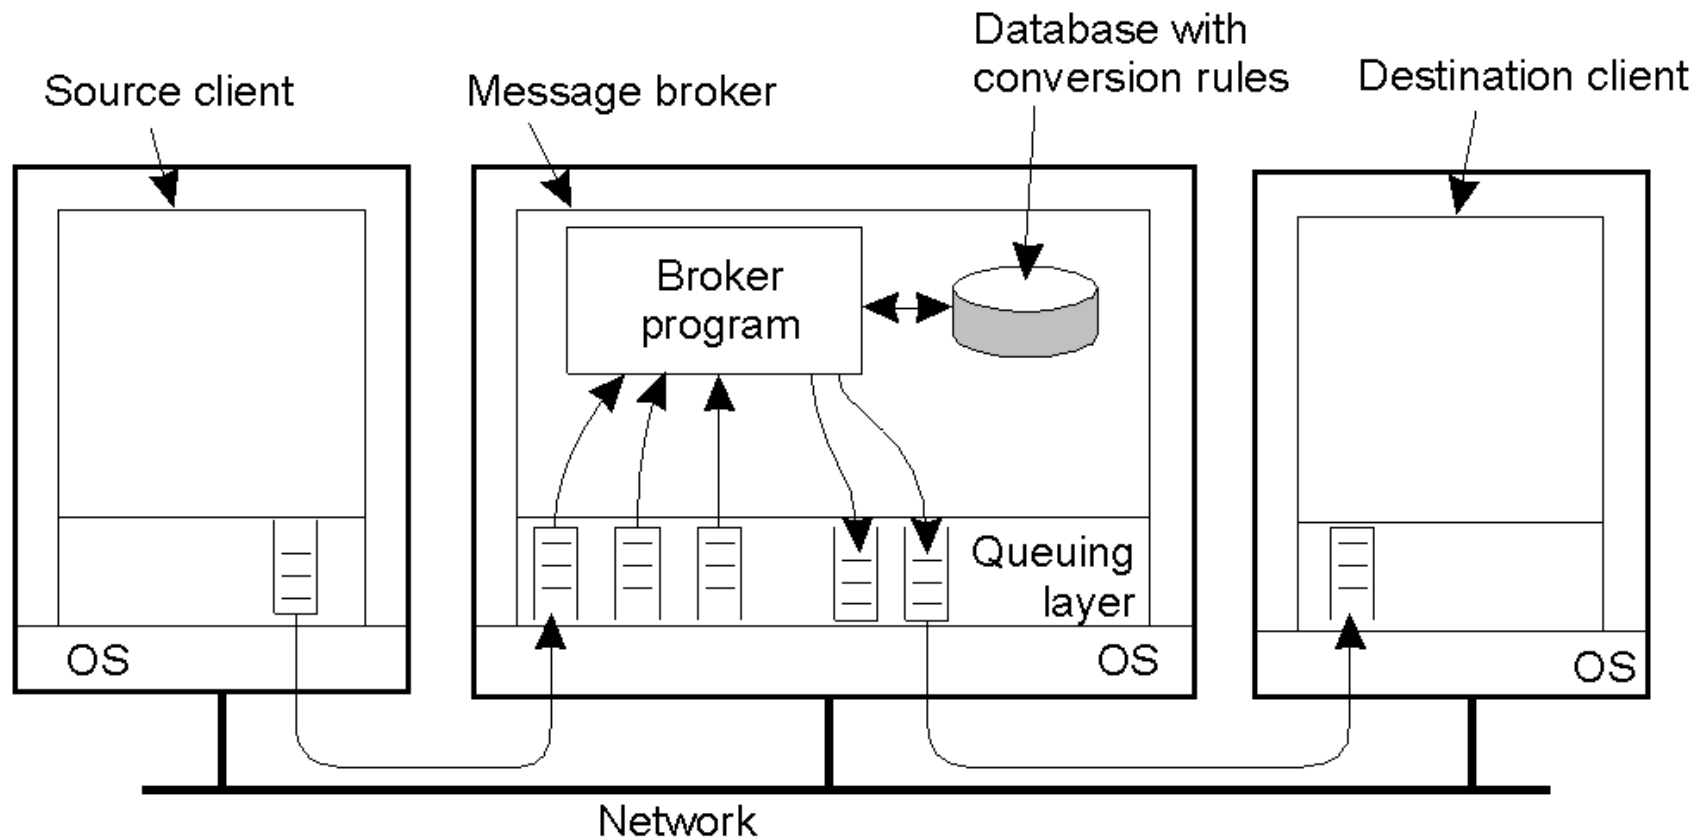 Database with
conversion rules
Source client
Message broker
Destination client
Broker
program
Queuing
layer
OS
OS
OS
Network